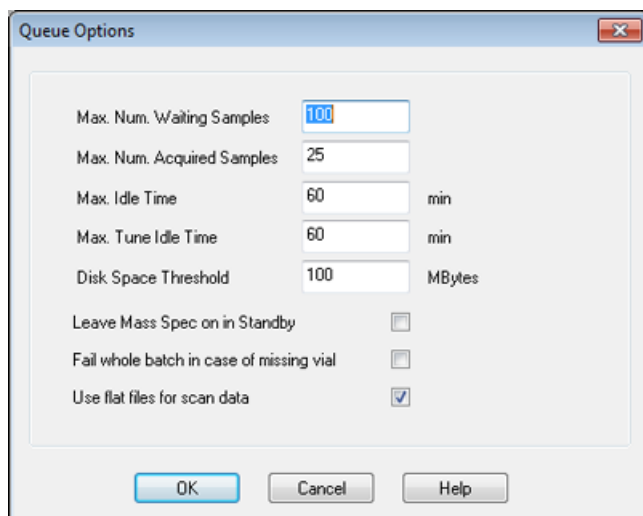 Queue Options
Max. Num. Waiting Samples 100
Max. Num. Acquired Samples 25
Max. Idle Time 60 min
Max. Tune Idle Time 60 min
Disk Space Threshold 100 MBytes
Leave Mass Spec on in Standby
Fail whole batch in case of missing vial
Use flat files for scan data
OK Cancel Help